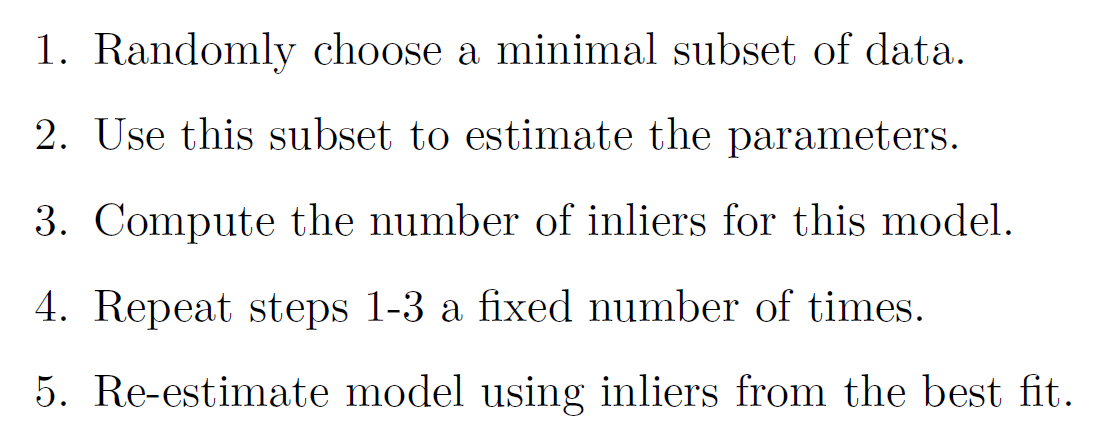 1. Randomly choose a minimal subset of data.
2. Use this subset to estimate the parameters.
3. Compute the number of inliers for this model.
4. Repeat steps 1-3 a fixed number of times.
5. Re-estimate model using inliers from the best fit.